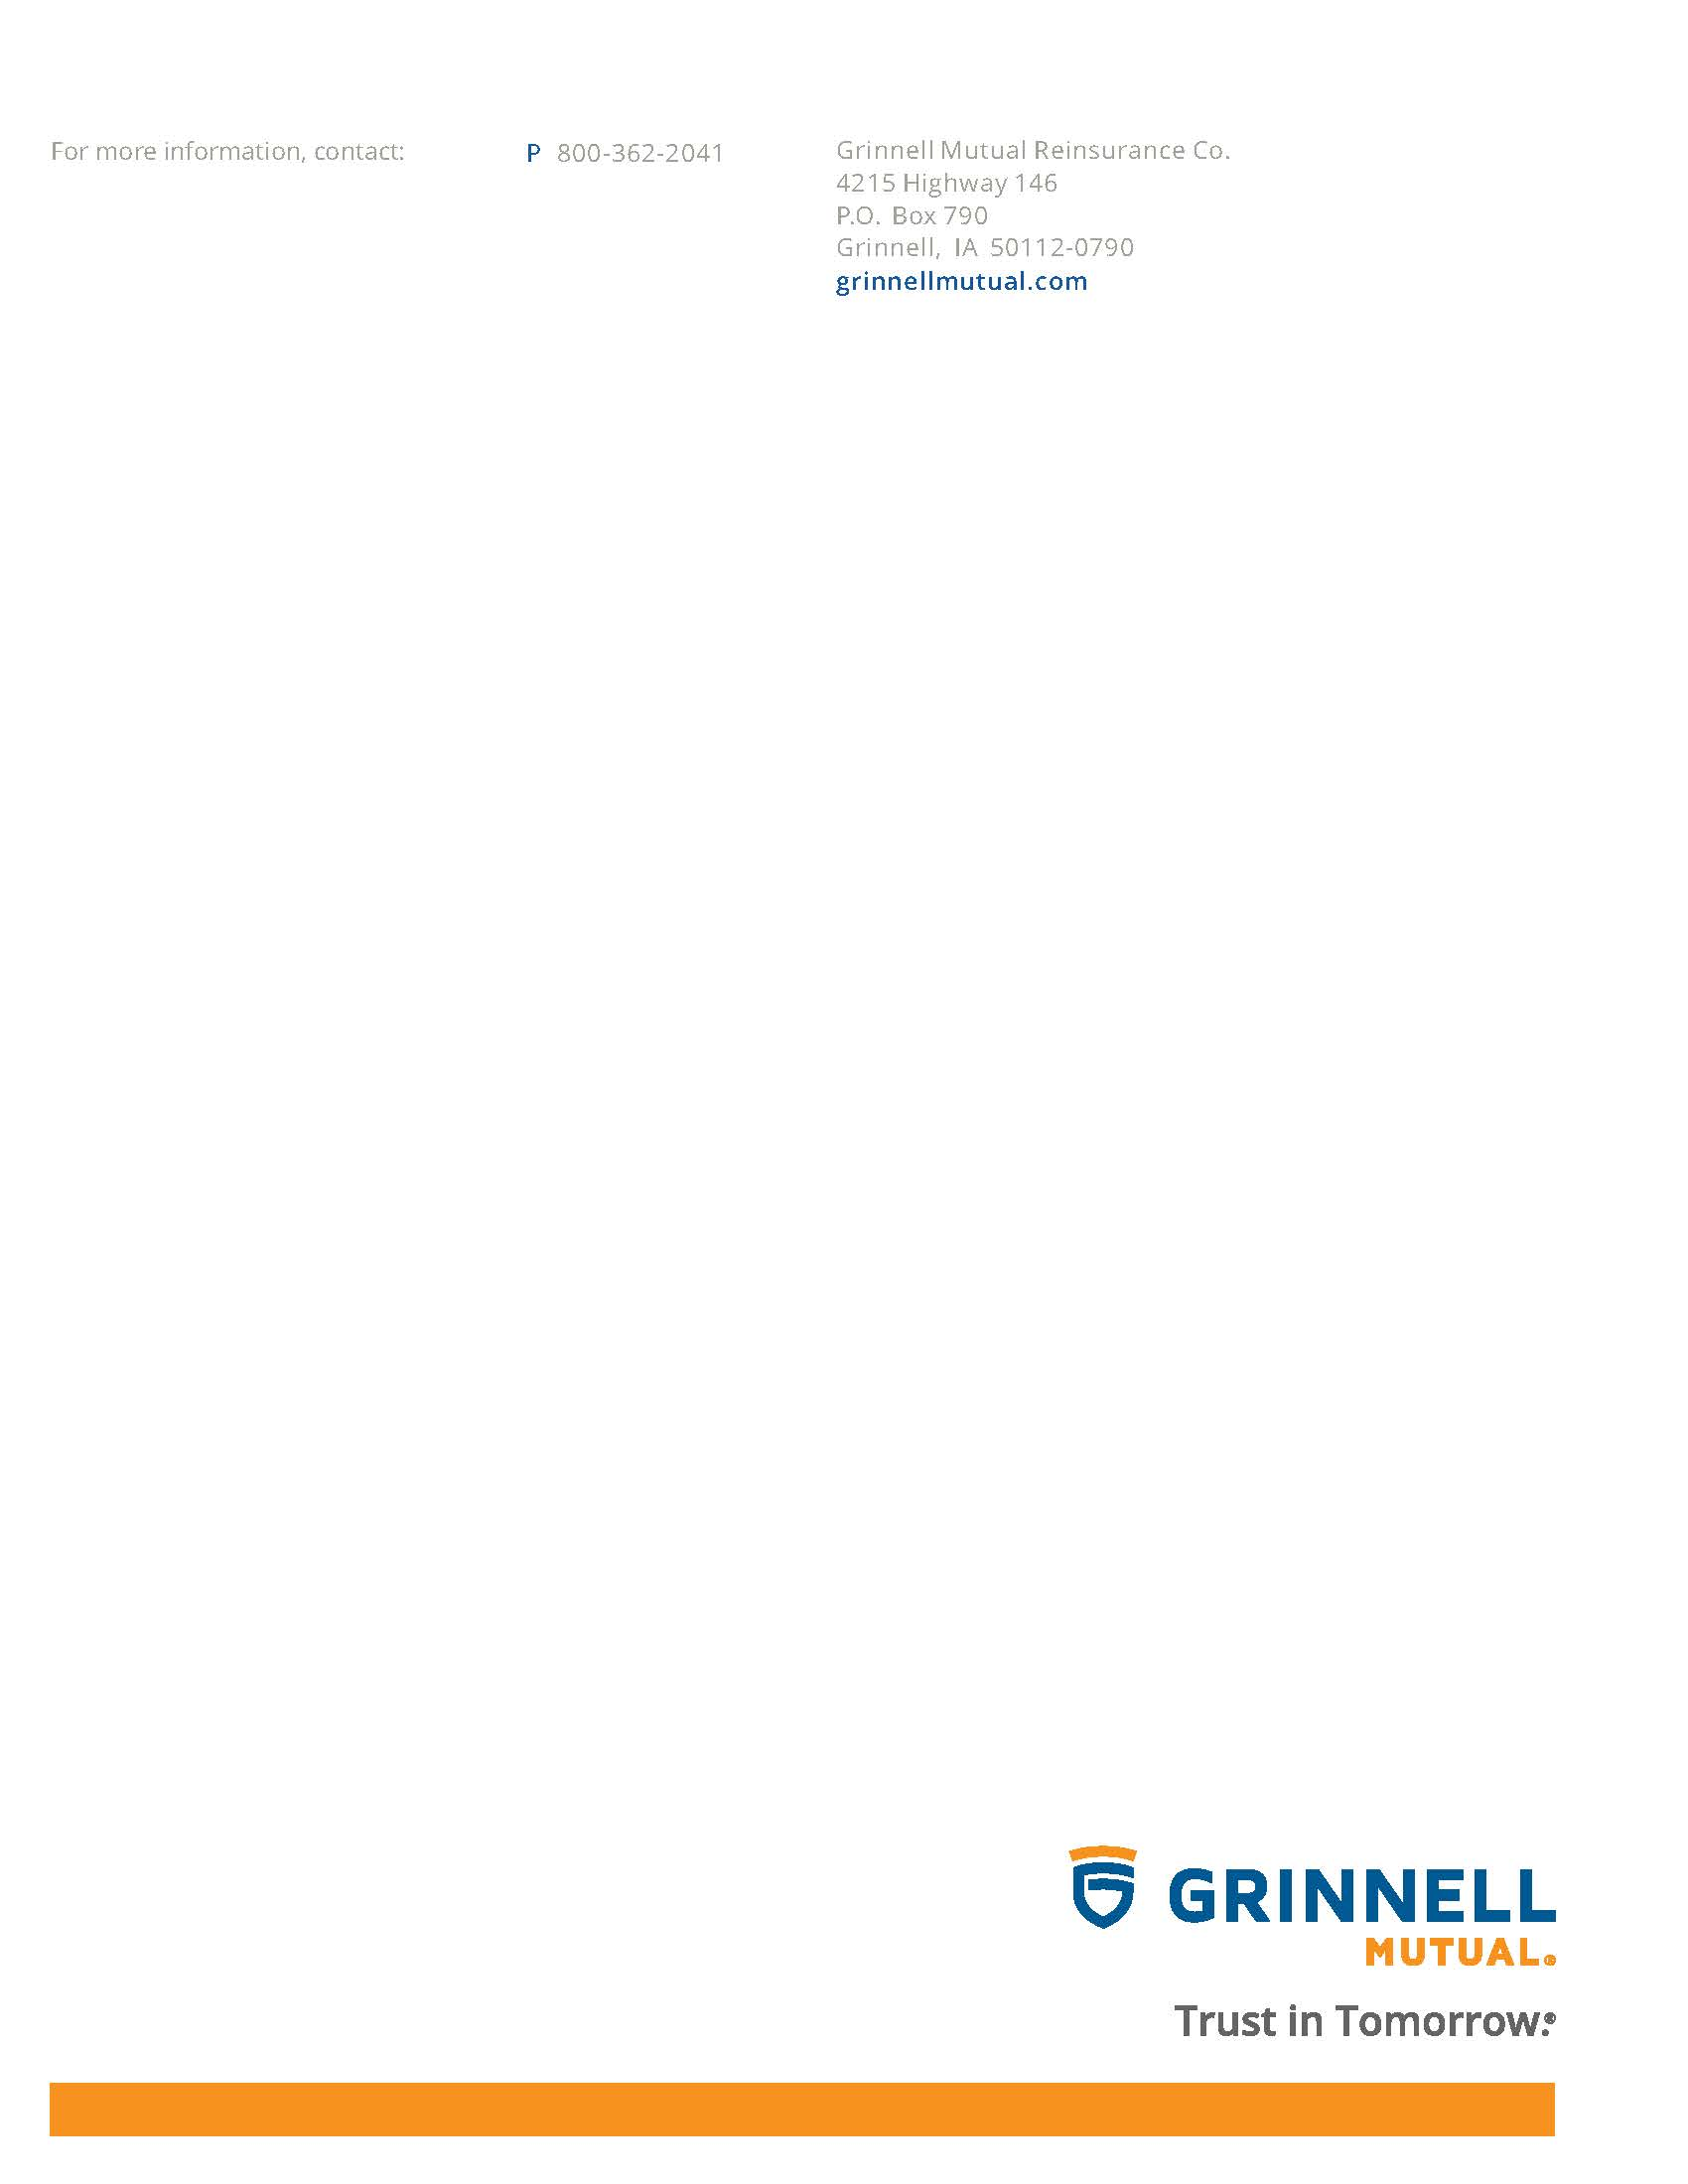 For more information, contact:
P 800-362-2041
Grinnell Mutual Reinsurance Co.
4215 Highway 146
P.O. Box 790
Grinnell, IA 50112-0790
grinnellmutual.com
GRINNELL
MUTUAL®
Trust in Tomorrow.®